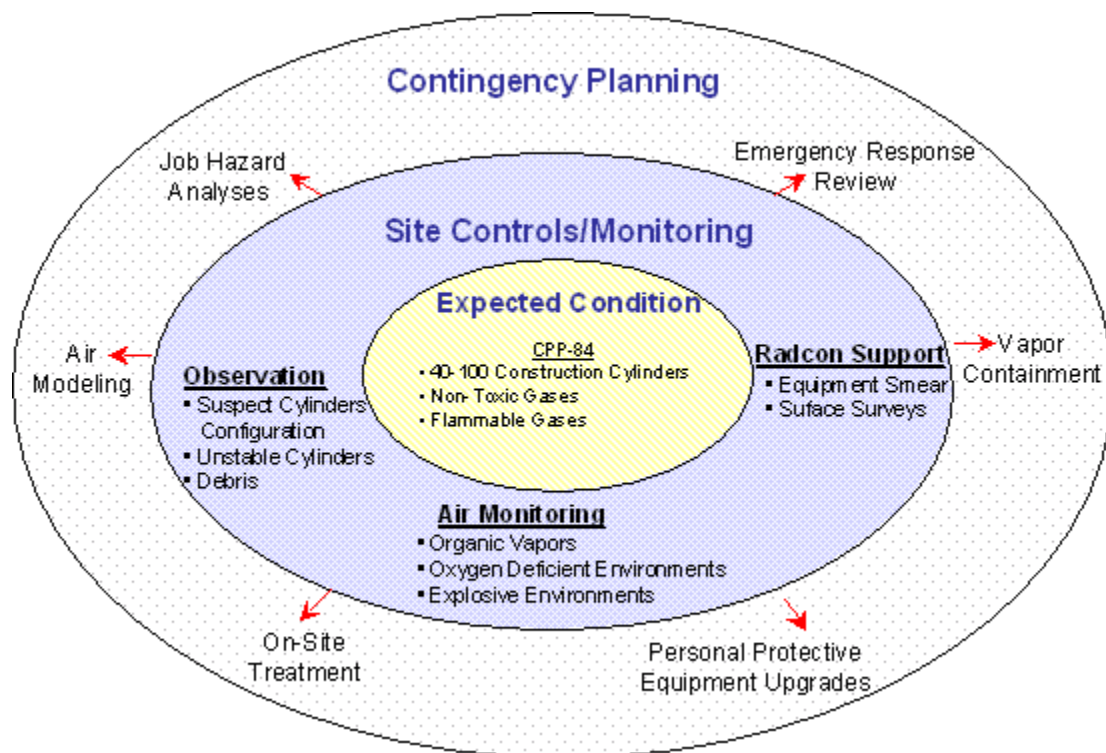 Contingency Planning
Job Hazard
Analyses
Emergency Response
Review
Site Controls/Monitoring
Expected Condition
CPP-84
▪ 40-100 Construction Cylinders
▪ Non-Toxic Gases
▪ Flammable Gases
Air
Modeling
Observation
▪ Suspect Cylinders
Configuration
▪ Unstable Cylinders
▪ Debris
Radcon Support
▪ Equipment Smear
▪ Suface Surveys
Vapor
Containment
Air Monitoring
▪ Organic Vapors
▪ Oxygen Deficient Environments
▪ Explosive Environments
On-Site
Treatment
Personal Protective
Equipment Upgrades